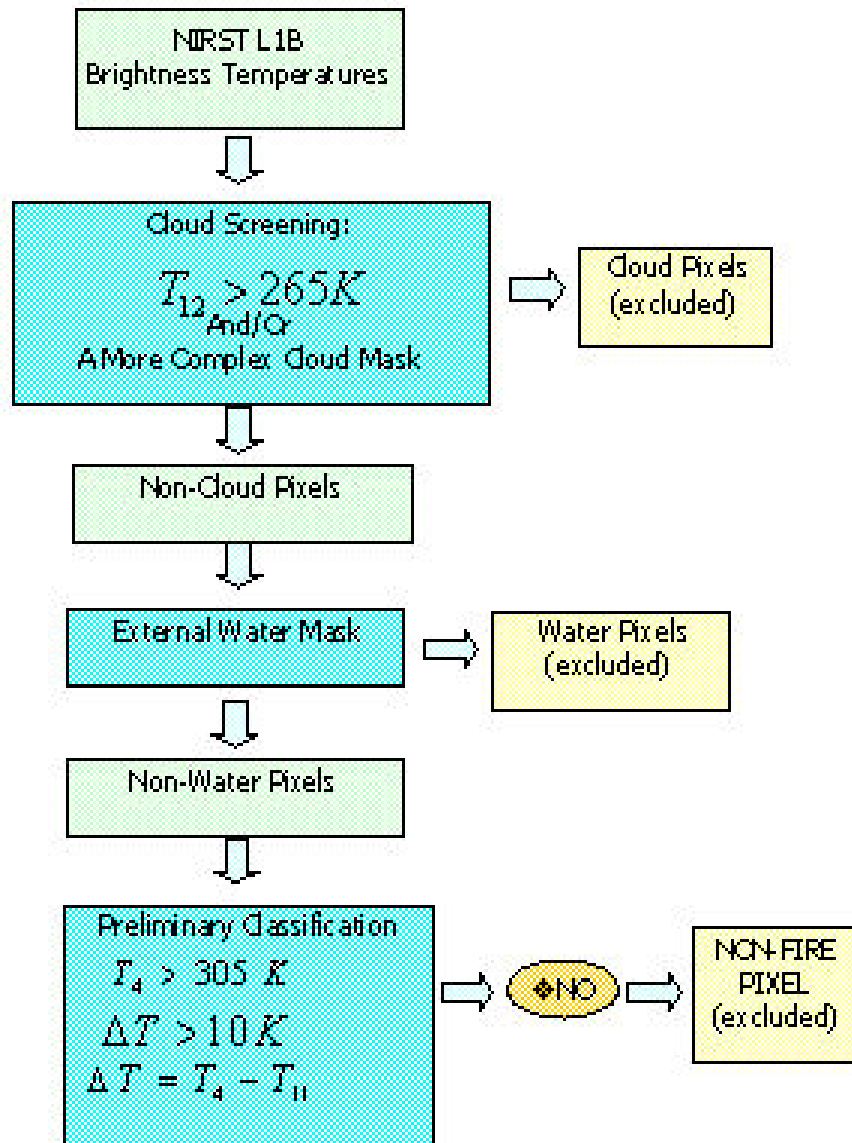 NIRST L1B
Brightness Temperatures
Cloud Screening:
T₁₂ > 265K
And/Or
A More Complex Cloud Mask
Cloud Pixels
(excluded)
Non-Cloud Pixels
External Water Mask
Water Pixels
(excluded)
Non-Water Pixels
Preliminary Classification
T₄ > 305 K
ΔT > 10K
ΔT = T₄ − T₁₁
❖NO
NON-FIRE
PIXEL
(excluded)